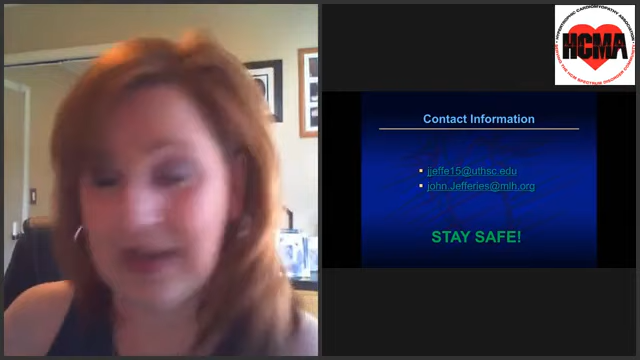 HCMA
Contact Information
jjeffe15@uthsc.edu
john.Jefferies@mlh.org
STAY SAFE!